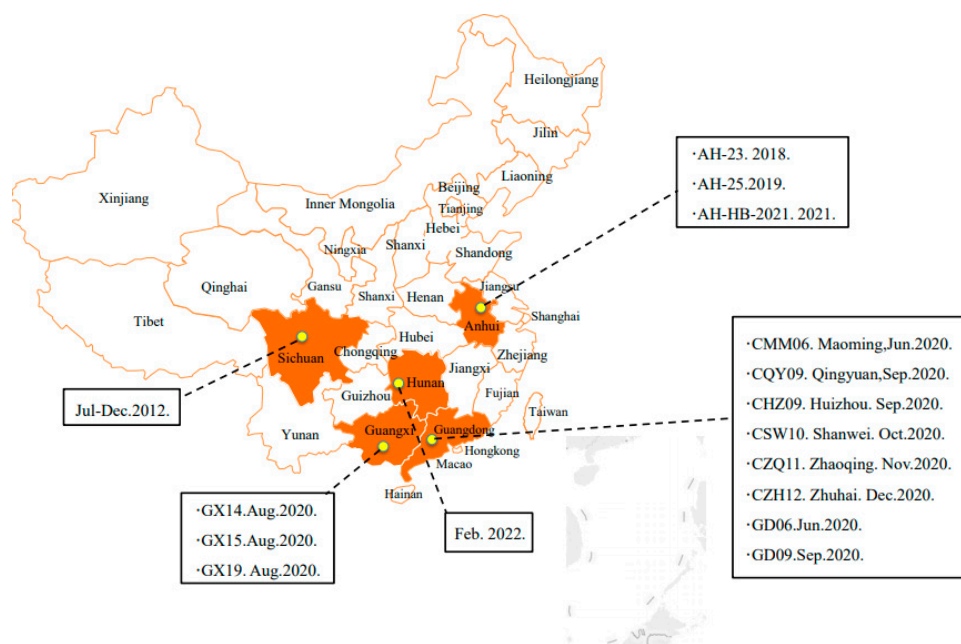 Heilongjiang
Jilin
Liaoning
Xinjiang
Inner Mongolia
Beijing
Tianjing
Hebei
Shanxi
Ningxia
Shandong
Qinghai
Gansu
Shanxi
Henan
Jiangsu
Tibet
Anhui
Shanghai
Hubei
Sichuan
Chongqing
Zhejiang
Hunan
Jiangxi
Guizhou
Fujian
Yunan
Guangxi
Guangdong
Taiwan
Hongkong
Macao
Hainan
·AH-23. 2018.
·AH-25.2019.
·AH-HB-2021. 2021.
Jul-Dec.2012.
·CMM06. Maoming,Jun.2020.
·CQY09. Qingyuan,Sep.2020.
·CHZ09. Huizhou. Sep.2020.
·CSW10. Shanwei. Oct.2020.
·CZQ11. Zhaoqing. Nov.2020.
·CZH12. Zhuhai. Dec.2020.
·GD06.Jun.2020.
·GD09.Sep.2020.
·GX14.Aug.2020.
·GX15.Aug.2020.
·GX19. Aug.2020.
Feb. 2022.